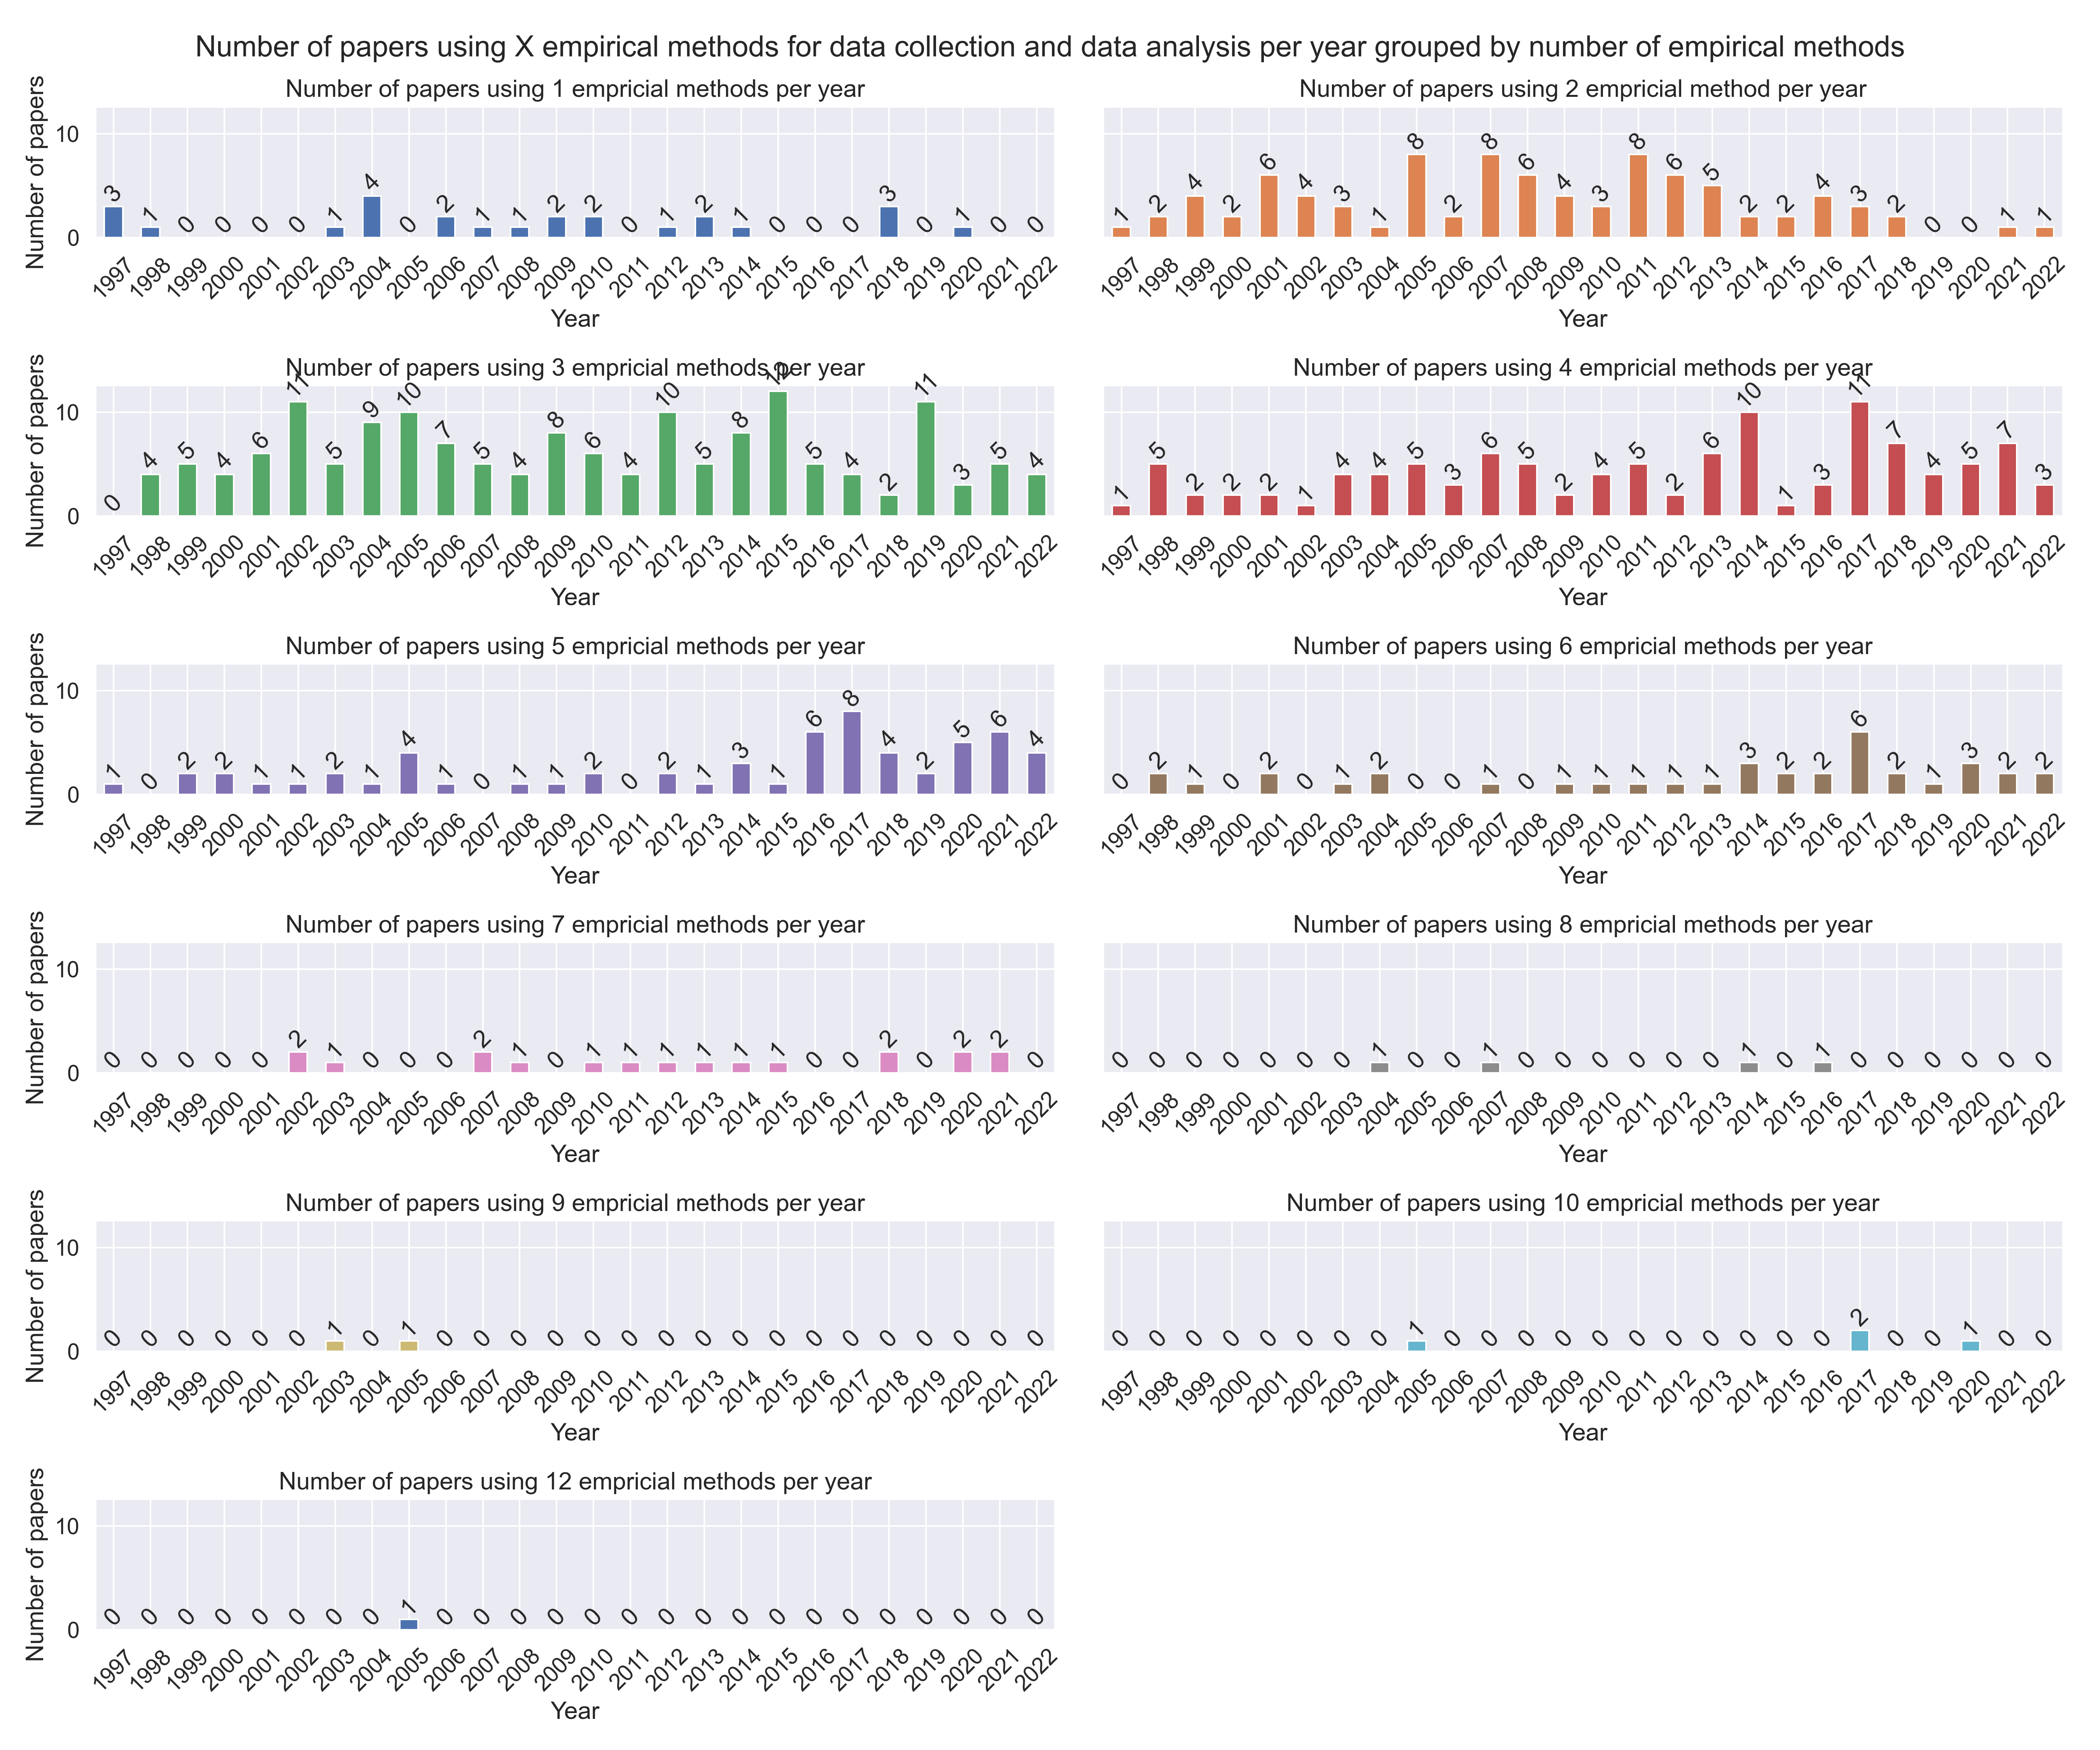 Number of papers using X empirical methods for data collection and data analysis per year grouped by number of empirical methods
Number of papers using 1 empricial methods per year
Number of papers
10
0
3 1 0 0 0 0 1 4 0 2 1 1 2 2 0 1 2 1 0 0 0 3 0 1 0 0
1997 1998 1999 2000 2001 2002 2003 2004 2005 2006 2007 2008 2009 2010 2011 2012 2013 2014 2015 2016 2017 2018 2019 2020 2021 2022
Year
Number of papers using 2 empricial method per year
1 2 4 2 6 4 3 1 8 2 8 6 4 3 8 6 5 2 2 4 3 2 0 0 1 1
1997 1998 1999 2000 2001 2002 2003 2004 2005 2006 2007 2008 2009 2010 2011 2012 2013 2014 2015 2016 2017 2018 2019 2020 2021 2022
Year
Number of papers using 3 empricial methods per year
Number of papers
10
0
0 4 5 4 6 11 5 9 10 7 5 4 8 6 4 10 5 8 12 5 4 2 11 3 5 4
1997 1998 1999 2000 2001 2002 2003 2004 2005 2006 2007 2008 2009 2010 2011 2012 2013 2014 2015 2016 2017 2018 2019 2020 2021 2022
Year
Number of papers using 4 empricial methods per year
1 5 2 2 2 1 4 4 5 3 6 5 2 4 5 2 6 10 1 3 11 7 4 5 7 3
1997 1998 1999 2000 2001 2002 2003 2004 2005 2006 2007 2008 2009 2010 2011 2012 2013 2014 2015 2016 2017 2018 2019 2020 2021 2022
Year
Number of papers using 5 empricial methods per year
Number of papers
10
0
1 0 2 2 1 1 2 1 4 1 0 1 1 2 0 2 1 3 1 6 8 4 2 5 6 4
1997 1998 1999 2000 2001 2002 2003 2004 2005 2006 2007 2008 2009 2010 2011 2012 2013 2014 2015 2016 2017 2018 2019 2020 2021 2022
Year
Number of papers using 6 empricial methods per year
0 2 1 0 2 0 1 2 0 0 1 0 1 1 1 1 1 3 2 2 6 2 1 3 2 2
1997 1998 1999 2000 2001 2002 2003 2004 2005 2006 2007 2008 2009 2010 2011 2012 2013 2014 2015 2016 2017 2018 2019 2020 2021 2022
Year
Number of papers using 7 empricial methods per year
Number of papers
10
0
0 0 0 0 0 2 1 0 0 0 2 1 0 1 1 1 1 1 1 0 0 2 0 2 2 0
1997 1998 1999 2000 2001 2002 2003 2004 2005 2006 2007 2008 2009 2010 2011 2012 2013 2014 2015 2016 2017 2018 2019 2020 2021 2022
Year
Number of papers using 8 empricial methods per year
0 0 0 0 0 0 0 1 0 0 1 0 0 0 0 0 0 1 0 1 0 0 0 0 0 0
1997 1998 1999 2000 2001 2002 2003 2004 2005 2006 2007 2008 2009 2010 2011 2012 2013 2014 2015 2016 2017 2018 2019 2020 2021 2022
Year
Number of papers using 9 empricial methods per year
Number of papers
10
0
0 0 0 0 0 0 1 0 1 0 0 0 0 0 0 0 0 0 0 0 0 0 0 0 0 0
1997 1998 1999 2000 2001 2002 2003 2004 2005 2006 2007 2008 2009 2010 2011 2012 2013 2014 2015 2016 2017 2018 2019 2020 2021 2022
Year
Number of papers using 10 empricial methods per year
0 0 0 0 0 0 0 0 1 0 0 0 0 0 0 0 0 0 0 0 2 0 0 1 0 0
1997 1998 1999 2000 2001 2002 2003 2004 2005 2006 2007 2008 2009 2010 2011 2012 2013 2014 2015 2016 2017 2018 2019 2020 2021 2022
Year
Number of papers using 12 empricial methods per year
Number of papers
10
0
0 0 0 0 0 0 0 0 1 0 0 0 0 0 0 0 0 0 0 0 0 0 0 0 0 0
1997 1998 1999 2000 2001 2002 2003 2004 2005 2006 2007 2008 2009 2010 2011 2012 2013 2014 2015 2016 2017 2018 2019 2020 2021 2022
Year